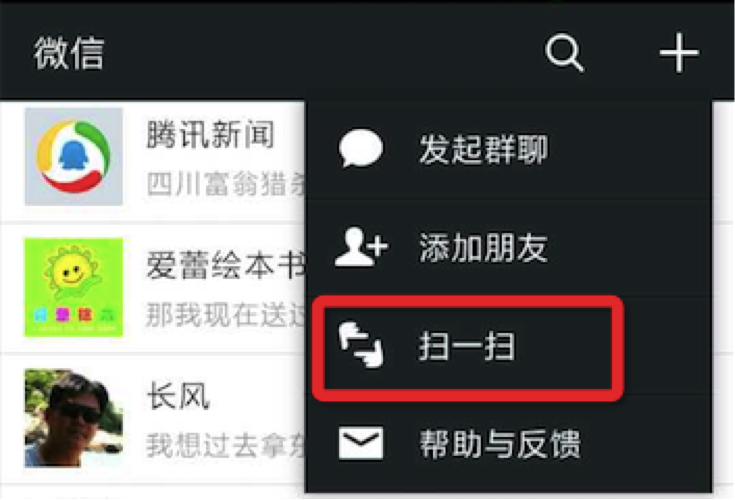 微信
腾讯新闻
四川富翁猎杀
爱蕾绘本书
那我现在送过
长风
我想过去拿东
发起群聊
添加朋友
扫一扫
帮助与反馈